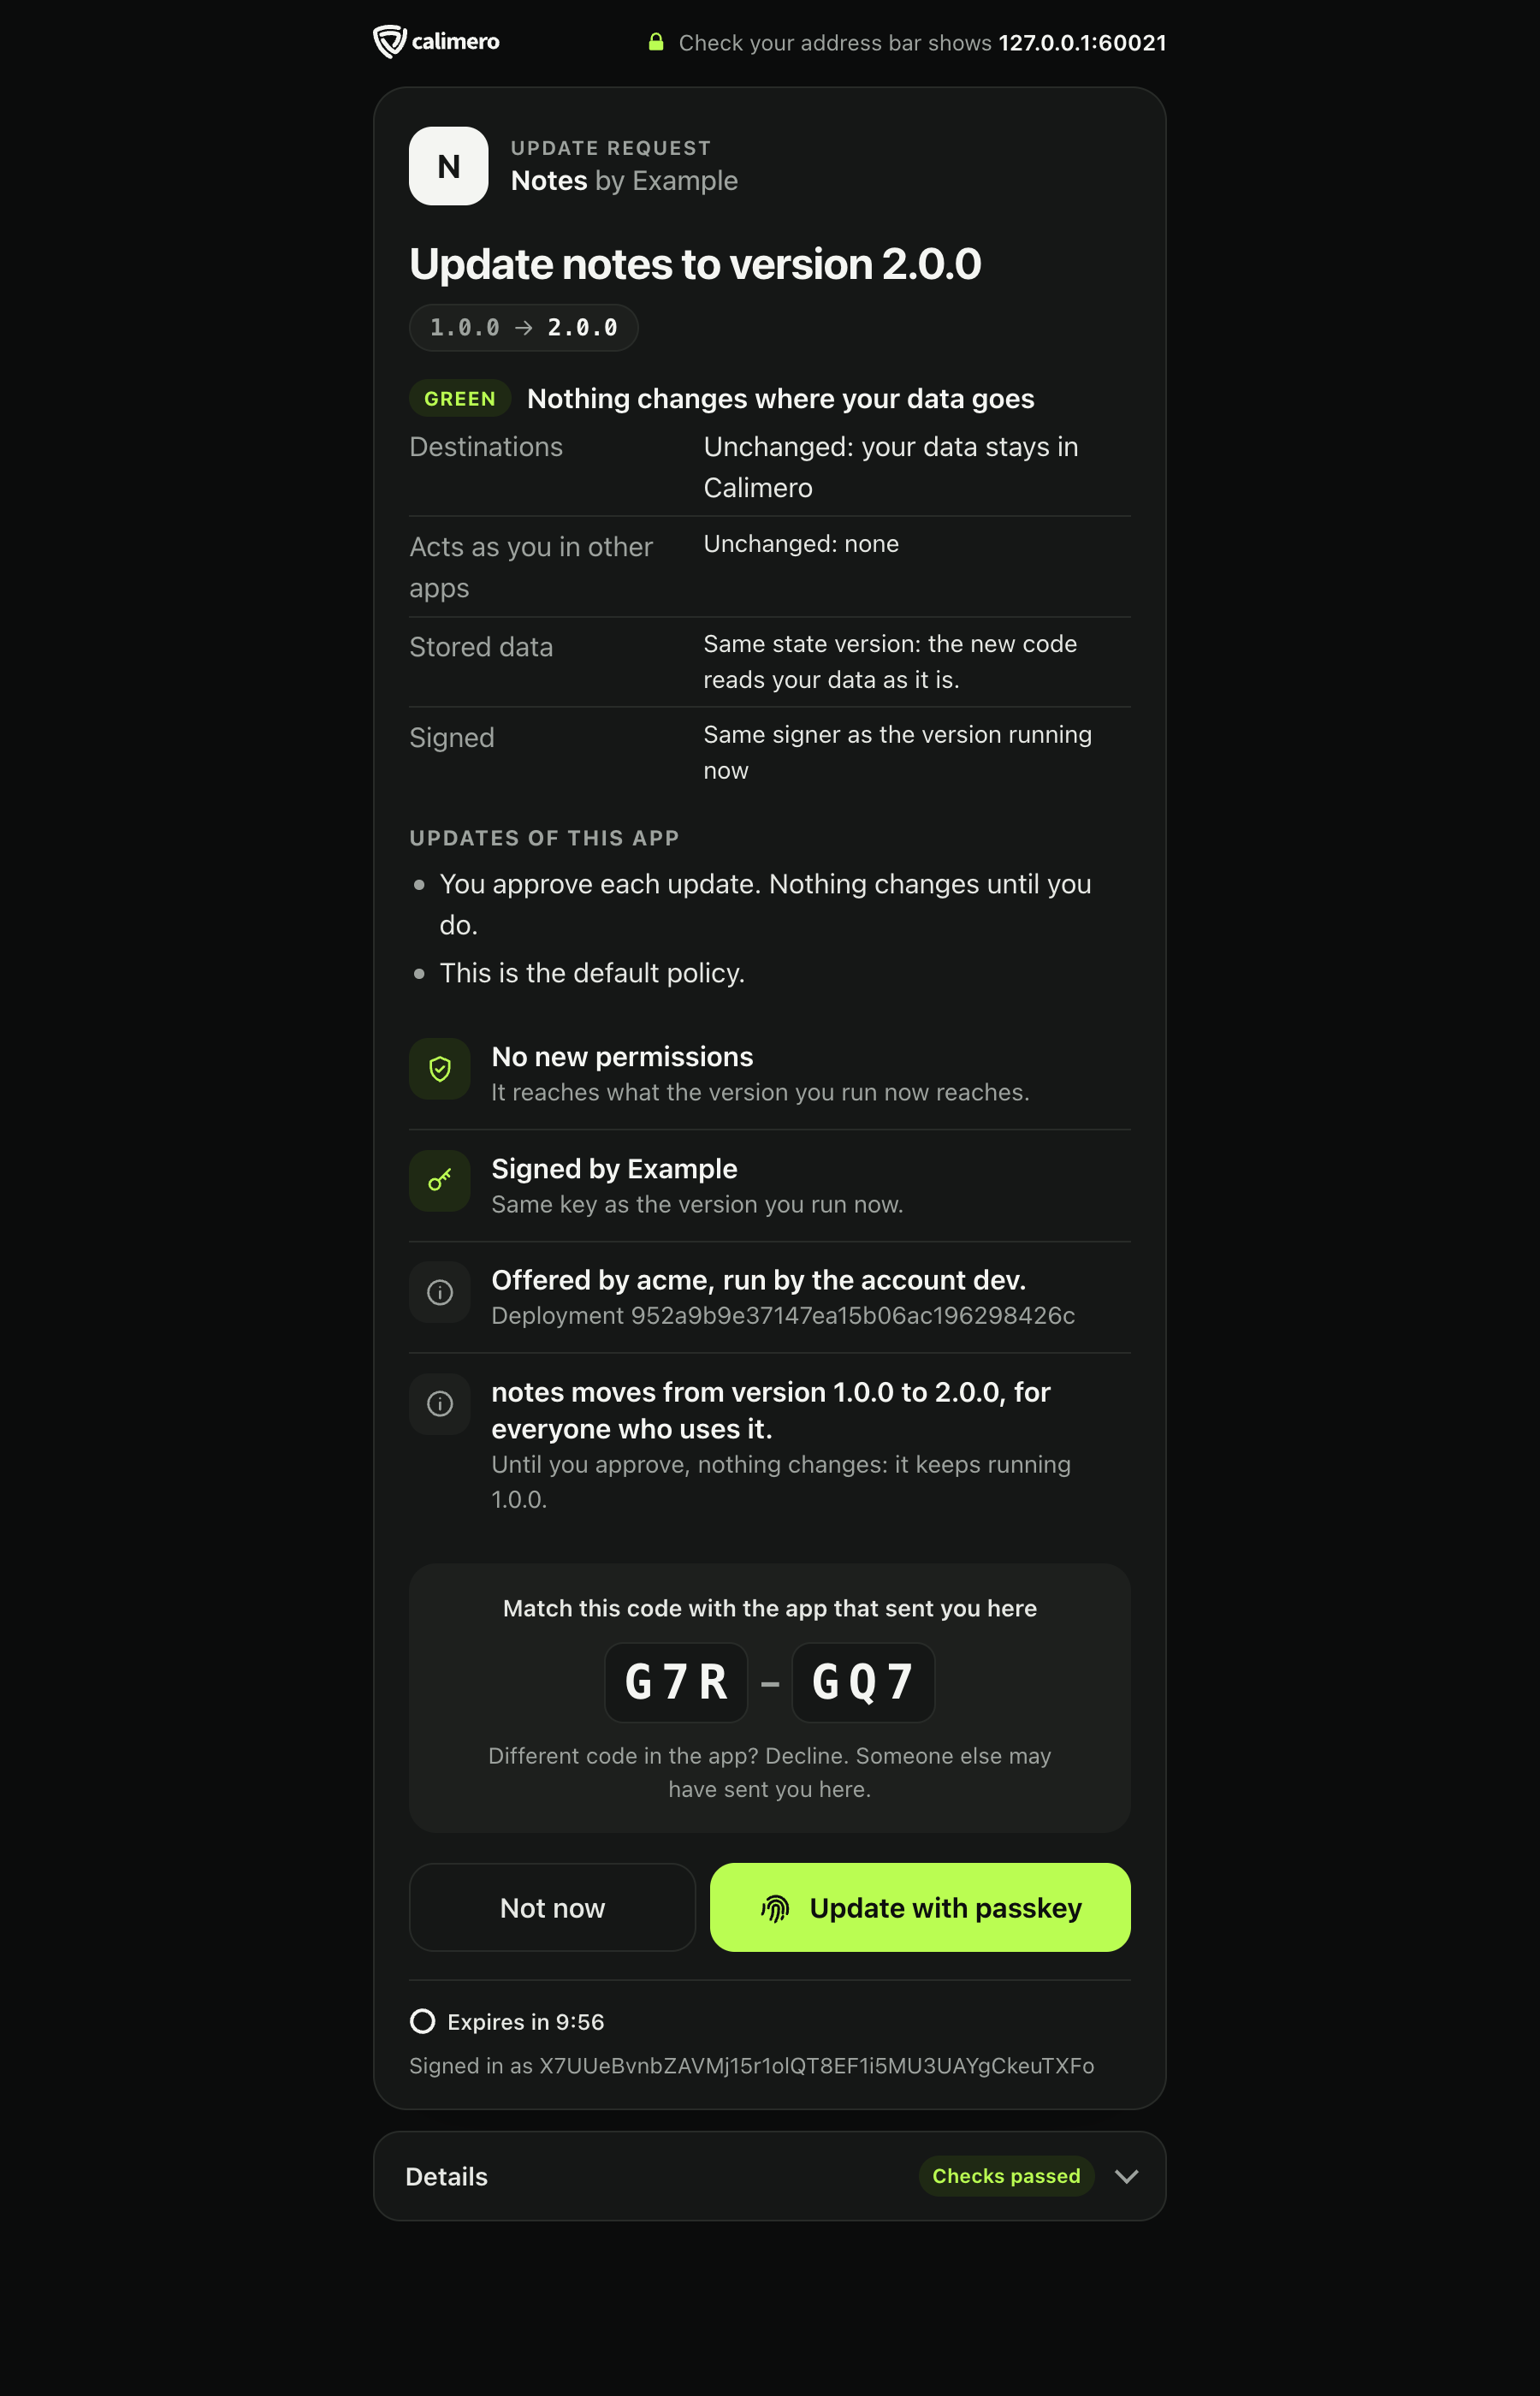 calimero
Check your address bar shows 127.0.0.1:60021
N
UPDATE REQUEST
Notes by Example
Update notes to version 2.0.0
1.0.0 → 2.0.0
GREEN Nothing changes where your data goes
Destinations
Unchanged: your data stays in
Calimero
Acts as you in other
apps
Unchanged: none
Stored data
Same state version: the new code
reads your data as it is.
Signed
Same signer as the version running
now
UPDATES OF THIS APP
• You approve each update. Nothing changes until you
do.
• This is the default policy.
No new permissions
It reaches what the version you run now reaches.
Signed by Example
Same key as the version you run now.
Offered by acme, run by the account dev.
Deployment 952a9b9e37147ea15b06ac196298426c
notes moves from version 1.0.0 to 2.0.0, for
everyone who uses it.
Until you approve, nothing changes: it keeps running
1.0.0.
Match this code with the app that sent you here
G7R – GQ7
Different code in the app? Decline. Someone else may
have sent you here.
Not now
Update with passkey
Expires in 9:56
Signed in as X7UUeBvnbZAVMj15r1olQT8EF1i5MU3UAYgCkeuTXFo
Details
Checks passed